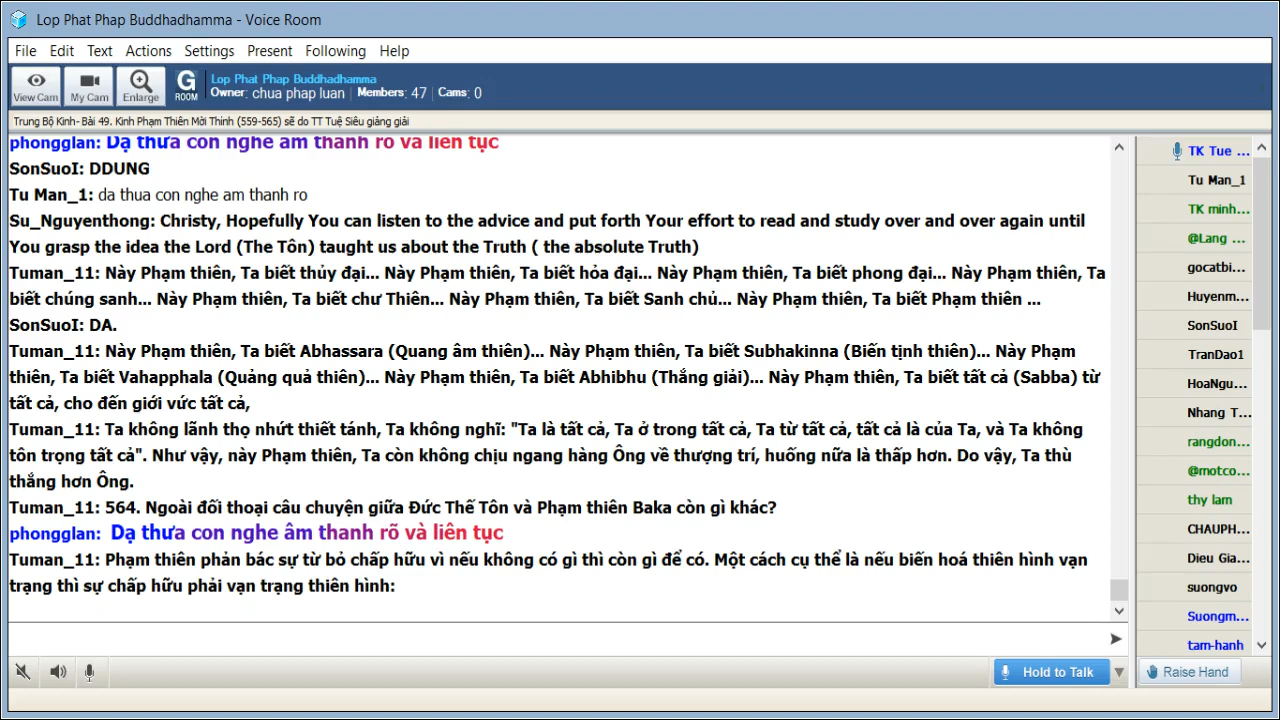 Lop Phat Phap Buddhadhamma - Voice Room
File Edit Text Actions Settings Present Following Help
View Cam My Cam Enlarge G ROOM Lop Phat Phap Buddhadhamma
Owner: chua phap luan Members: 47 Cams: 0
Trung Bộ Kinh- Bài 49. Kinh Phạm Thiên Mời Thỉnh (559-565) sẽ do TT Tuệ Siêu giảng giải
phongglan: Dạ thưa con nghe âm thanh rõ và liên tục
SonSuoI: DDUNG
Tu Man_1: da thua con nghe am thanh ro
Su_Nguyenthong: Christy, Hopefully You can listen to the advice and put forth Your effort to read and study over and over again until
You grasp the idea the Lord (The Tôn) taught us about the Truth ( the absolute Truth)
Tuman_11: Này Phạm thiên, Ta biết thủy đại... Này Phạm thiên, Ta biết hỏa đại... Này Phạm thiên, Ta biết phong đại... Này Phạm thiên, Ta
biết chúng sanh... Này Phạm thiên, Ta biết chư Thiên... Này Phạm thiên, Ta biết Sanh chủ... Này Phạm thiên, Ta biết Phạm thiên ...
SonSuoI: DA.
Tuman_11: Này Phạm thiên, Ta biết Abhassara (Quang âm thiên)... Này Phạm thiên, Ta biết Subhakinna (Biến tịnh thiên)... Này Phạm
thiên, Ta biết Vahapphala (Quảng quả thiên)... Này Phạm thiên, Ta biết Abhibhu (Thắng giải)... Này Phạm thiên, Ta biết tất cả (Sabba) từ
tất cả, cho đến giới vức tất cả,
Tuman_11: Ta không lãnh thọ nhứt thiết tánh, Ta không nghĩ: "Ta là tất cả, Ta ở trong tất cả, Ta từ tất cả, tất cả là của Ta, và Ta không
tôn trọng tất cả". Như vậy, này Phạm thiên, Ta còn không chịu ngang hàng Ông về thượng trí, huống nữa là thấp hơn. Do vậy, Ta thù
thắng hơn Ông.
Tuman_11: 564. Ngoài đối thoại câu chuyện giữa Đức Thế Tôn và Phạm thiên Baka còn gì khác?
phongglan: Dạ thưa con nghe âm thanh rõ và liên tục
Tuman_11: Phạm thiên phản bác sự từ bỏ chấp hữu vì nếu không có gì thì còn gì để có. Một cách cụ thể là nếu biến hoá thiên hình vạn
trạng thì sự chấp hữu phải vạn trạng thiên hình:
TK Tue ...
Tu Man_1
TK minh...
@Lang ...
gocatbi...
Huyenm...
SonSuoI
TranDao1
HoaNgu...
Nhang T...
rangdon...
@motco...
thy lam
CHAUPH...
Dieu Gia...
suongvo
Suongm...
tam-hanh
Hold to Talk
Raise Hand